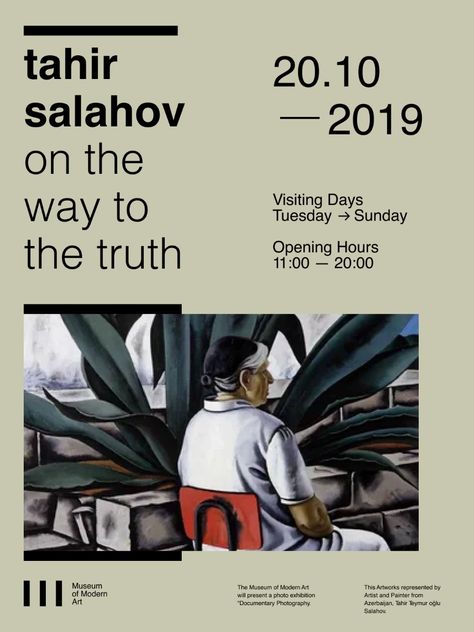 tahir
salahov
on the
way to
the truth
20.10
— 2019
Visiting Days
Tuesday → Sunday
Opening Hours
11:00 — 20:00
Museum
of Modern
Art
The Museum of Modern Art
will present a photo exhibition
"Documentary Photography.
This Artworks represented by
Artist and Painter from
Azerbaijan, Tahir Teymur oğlu
Salahov.